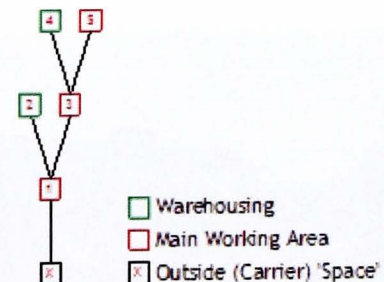 4 5
2 3
1
Warehousing
Main Working Area
X X Outside (Carrier) 'Space'